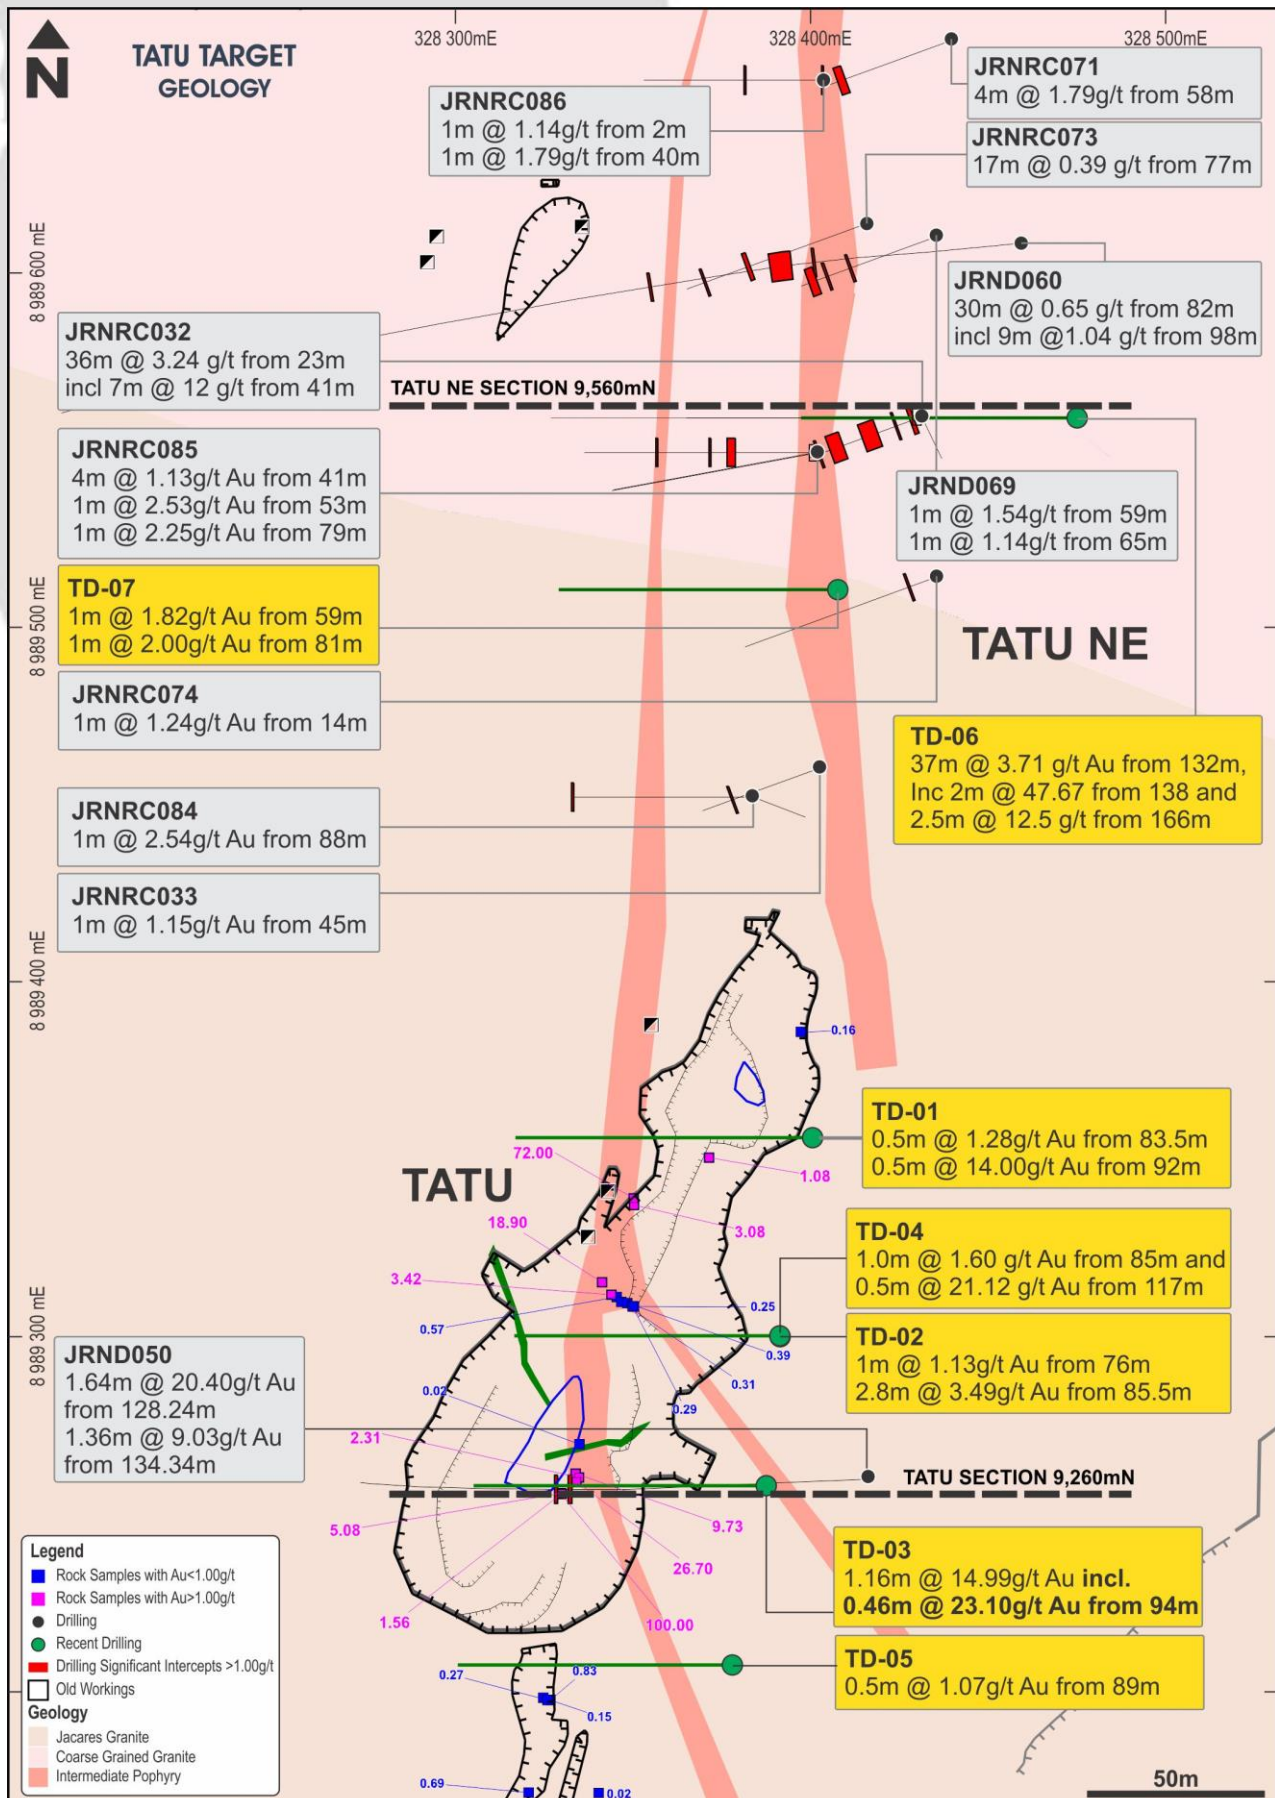 N
TATU TARGET
GEOLOGY
328 300mE
328 400mE
328 500mE
JRNRC071
4m @ 1.79g/t from 58m
JRNRC086
1m @ 1.14g/t from 2m
1m @ 1.79g/t from 40m
JRNRC073
17m @ 0.39 g/t from 77m
8 989 600 mE
JRND060
30m @ 0.65 g/t from 82m
incl 9m @1.04 g/t from 98m
JRNRC032
36m @ 3.24 g/t from 23m
incl 7m @ 12 g/t from 41m
TATU NE SECTION 9,560mN
JRNRC085
4m @ 1.13g/t Au from 41m
1m @ 2.53g/t Au from 53m
1m @ 2.25g/t Au from 79m
JRND069
1m @ 1.54g/t from 59m
1m @ 1.14g/t from 65m
TD-07
1m @ 1.82g/t Au from 59m
1m @ 2.00g/t Au from 81m
8 989 500 mE
TATU NE
JRNRC074
1m @ 1.24g/t Au from 14m
TD-06
37m @ 3.71 g/t Au from 132m,
Inc 2m @ 47.67 from 138 and
2.5m @ 12.5 g/t from 166m
JRNRC084
1m @ 2.54g/t Au from 88m
JRNRC033
1m @ 1.15g/t Au from 45m
8 989 400 mE
0.16
TD-01
0.5m @ 1.28g/t Au from 83.5m
0.5m @ 14.00g/t Au from 92m
72.00
1.08
TATU
18.90
3.08
TD-04
1.0m @ 1.60 g/t Au from 85m and
0.5m @ 21.12 g/t Au from 117m
3.42
0.25
0.57
8 989 300 mE
0.39
TD-02
1m @ 1.13g/t Au from 76m
2.8m @ 3.49g/t Au from 85.5m
0.31
0.29
0.02
JRND050
1.64m @ 20.40g/t Au
from 128.24m
1.36m @ 9.03g/t Au
from 134.34m
2.31
TATU SECTION 9,260mN
5.08
9.73
26.70
1.56
100.00
TD-03
1.16m @ 14.99g/t Au incl.
0.46m @ 23.10g/t Au from 94m
TD-05
0.5m @ 1.07g/t Au from 89m
0.27
0.83
0.15
0.69
0.02
Legend
Rock Samples with Au<1.00g/t
Rock Samples with Au>1.00g/t
Drilling
Recent Drilling
Drilling Significant Intercepts >1.00g/t
Old Workings
Geology
Jacares Granite
Coarse Grained Granite
Intermediate Pophyry
50m